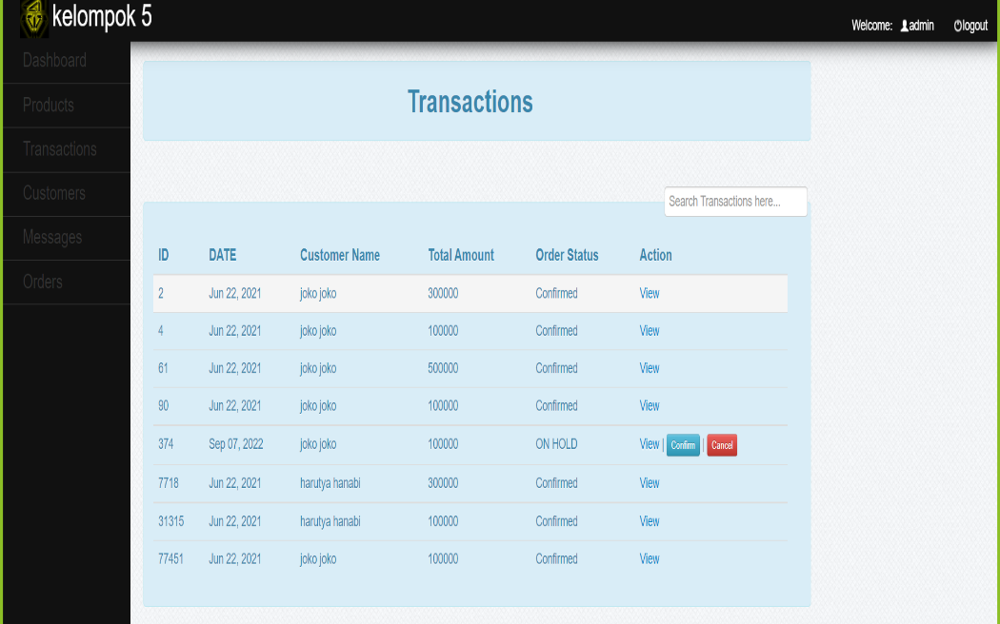 kelompok 5
Welcome: admin logout
Dashboard
Products
Transactions
Customers
Messages
Orders
Transactions
Search Transactions here...
ID DATE Customer Name Total Amount Order Status Action
2 Jun 22, 2021 joko joko 300000 Confirmed View
4 Jun 22, 2021 joko joko 100000 Confirmed View
61 Jun 22, 2021 joko joko 500000 Confirmed View
90 Jun 22, 2021 joko joko 100000 Confirmed View
374 Sep 07, 2022 joko joko 100000 ON HOLD View | Confirm | Cancel
7718 Jun 22, 2021 harutya hanabi 300000 Confirmed View
31315 Jun 22, 2021 harutya hanabi 100000 Confirmed View
77451 Jun 22, 2021 joko joko 100000 Confirmed View